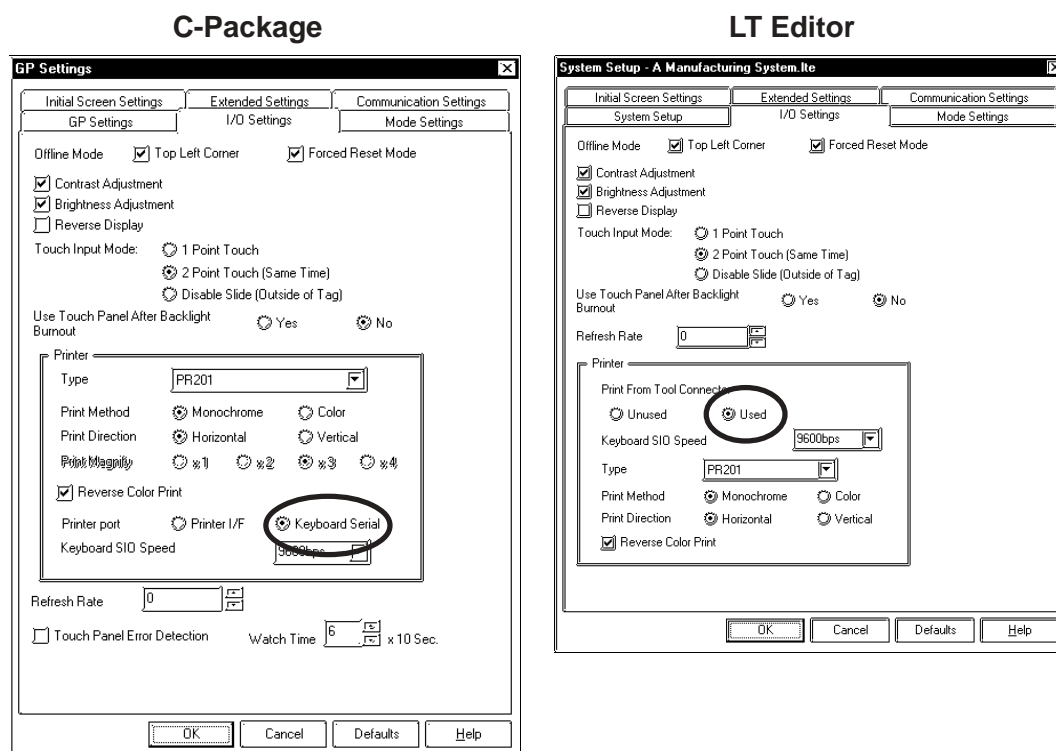 C-Package
GP Settings
Initial Screen Settings Extended Settings Communication Settings
GP Settings I/O Settings Mode Settings
Offline Mode Top Left Corner Forced Reset Mode
Contrast Adjustment
Brightness Adjustment
Reverse Display
Touch Input Mode: 1 Point Touch
2 Point Touch (Same Time)
Disable Slide (Outside of Tag)
Use Touch Panel After Backlight
Burnout Yes No
Printer
Type PR201
Print Method Monochrome Color
Print Direction Horizontal Vertical
Print Magnify x1 x2 x3 x4
Reverse Color Print
Printer port Printer I/F Keyboard Serial
Keyboard SIO Speed 9600bps
Refresh Rate 0
Touch Panel Error Detection Watch Time 6 x 10 Sec.
OK Cancel Defaults Help
LT Editor
System Setup - A Manufacturing System.lte
Initial Screen Settings Extended Settings Communication Settings
System Setup I/O Settings Mode Settings
Offline Mode Top Left Corner Forced Reset Mode
Contrast Adjustment
Brightness Adjustment
Reverse Display
Touch Input Mode: 1 Point Touch
2 Point Touch (Same Time)
Disable Slide (Outside of Tag)
Use Touch Panel After Backlight
Burnout Yes No
Refresh Rate 0
Printer
Print From Tool Connector
Unused Used
Keyboard SIO Speed 9600bps
Type PR201
Print Method Monochrome Color
Print Direction Horizontal Vertical
Reverse Color Print
OK Cancel Defaults Help